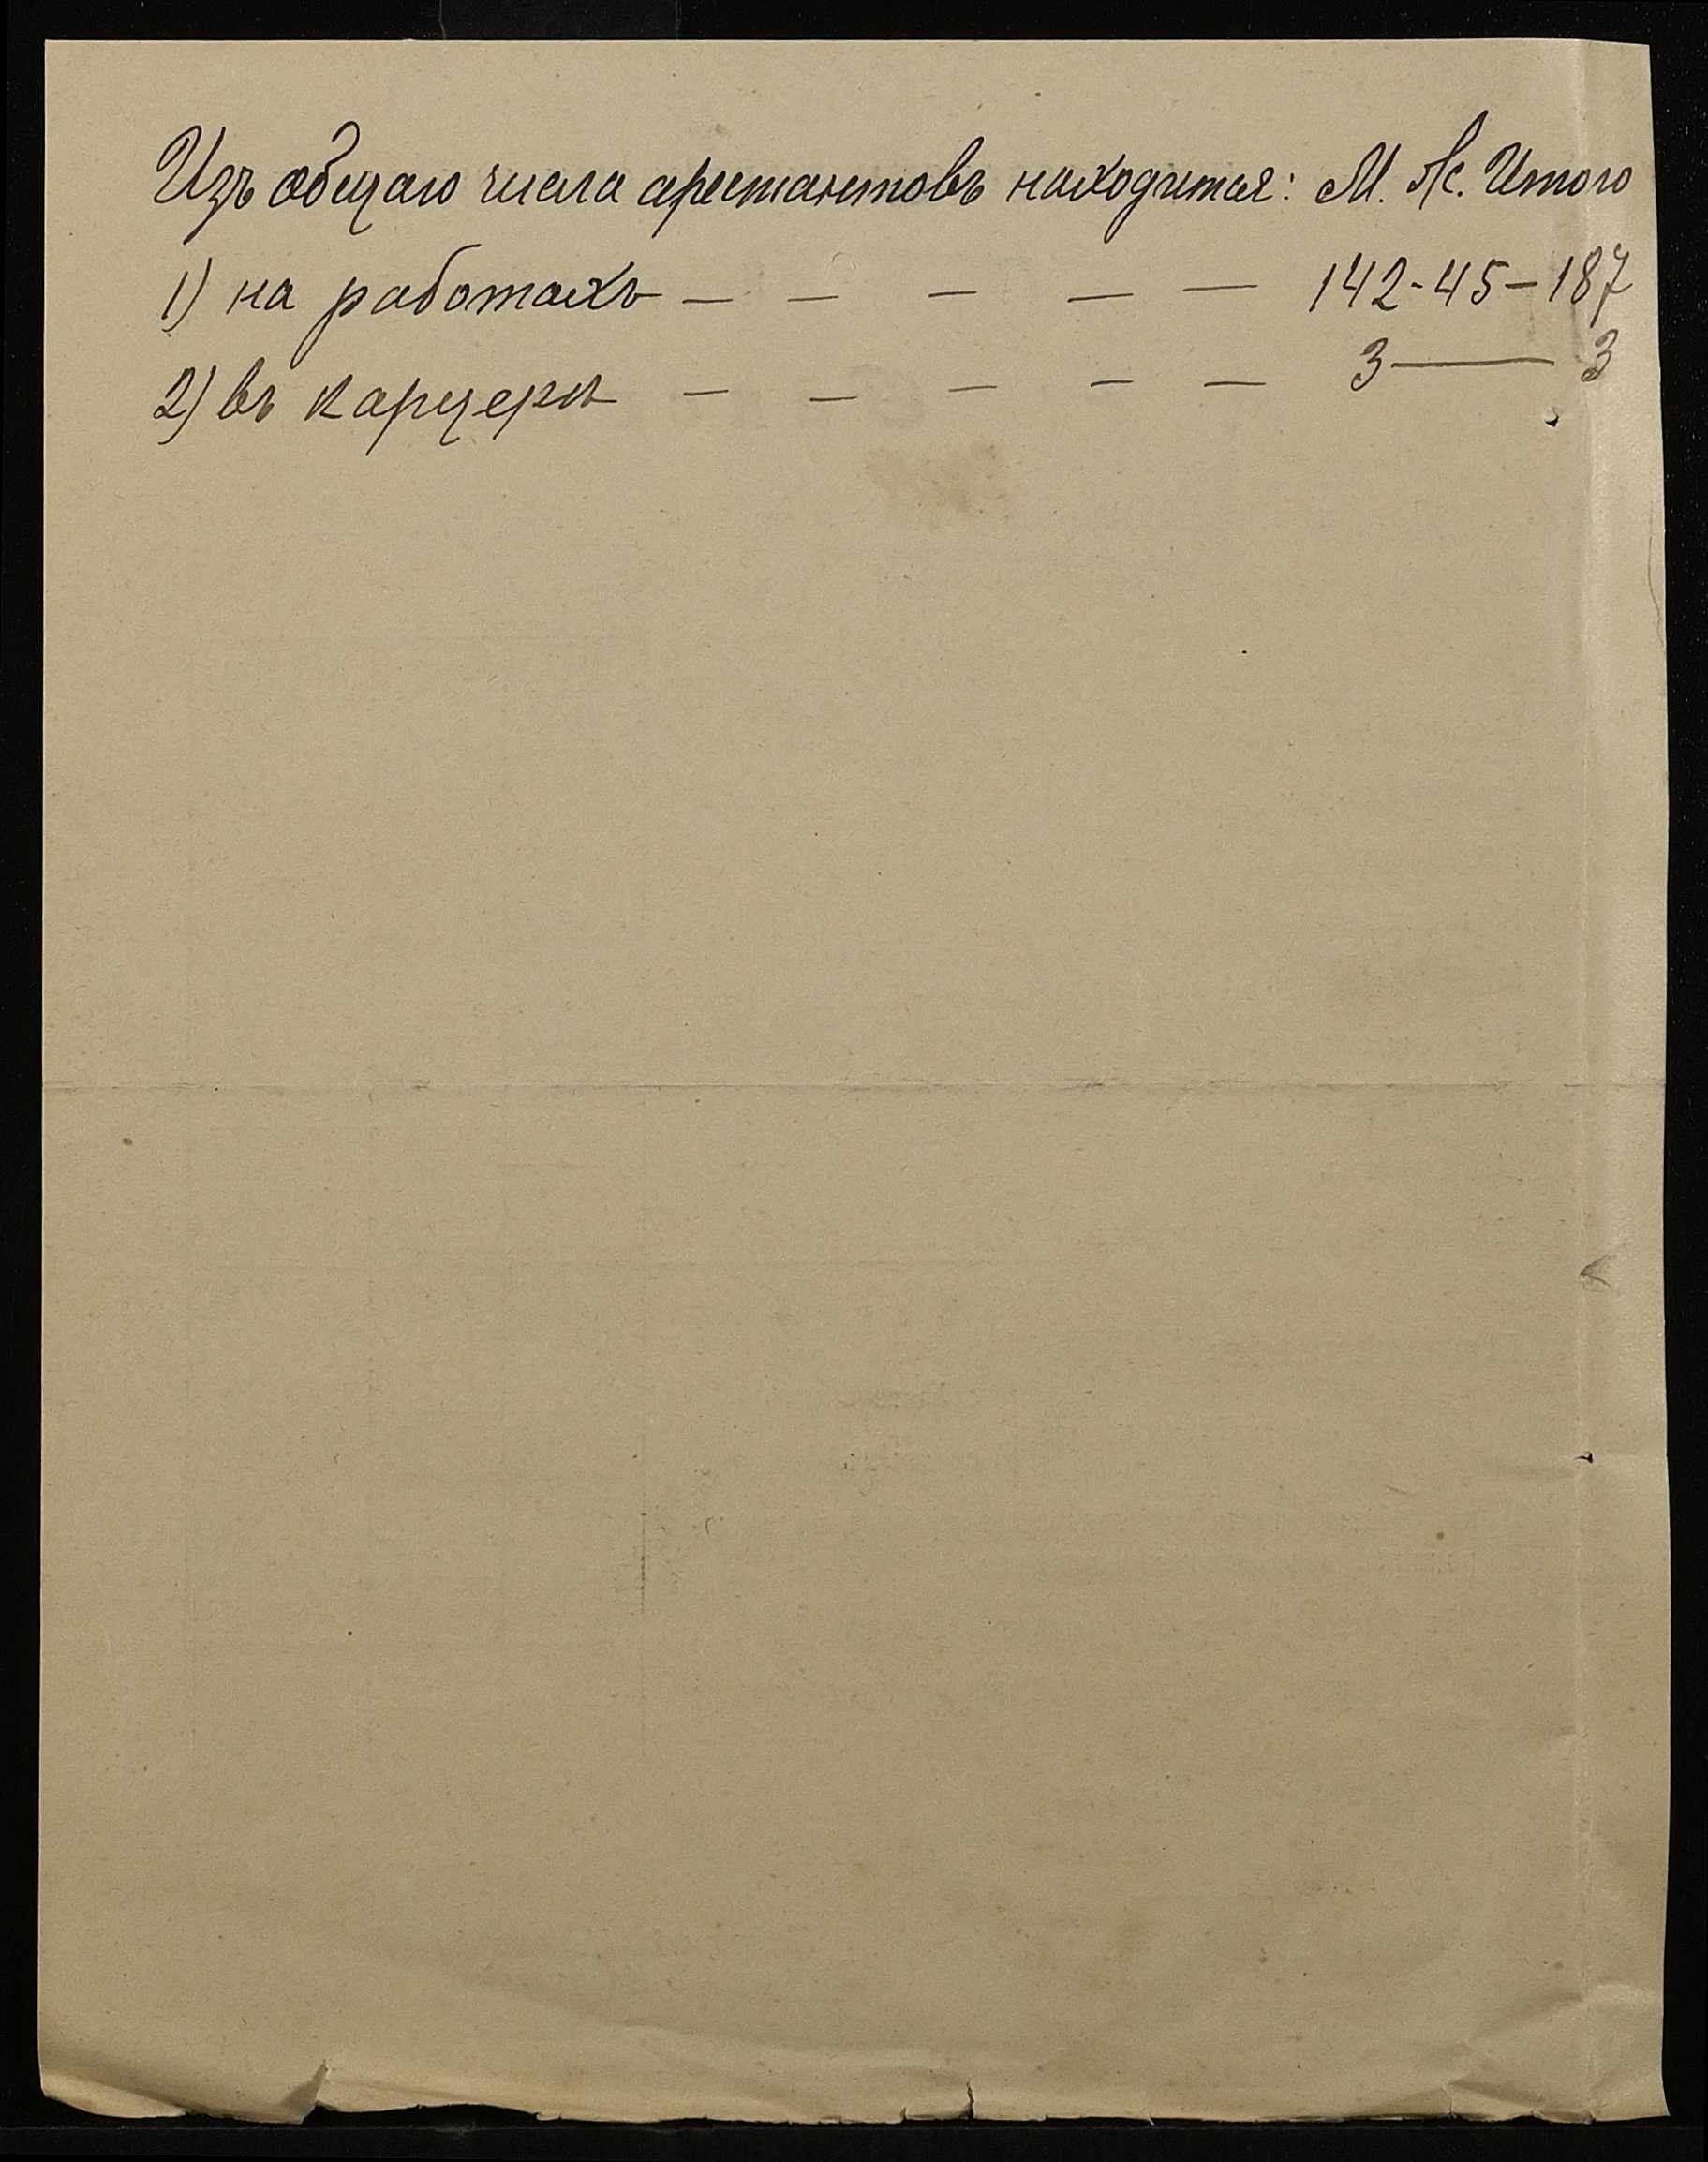 Изъ общаго числа арестантовъ находится: М. Ж. Итого
1) на работахъ — — — — — 142-45-187
2) въ карцерѣ — — — — — 3 — 3